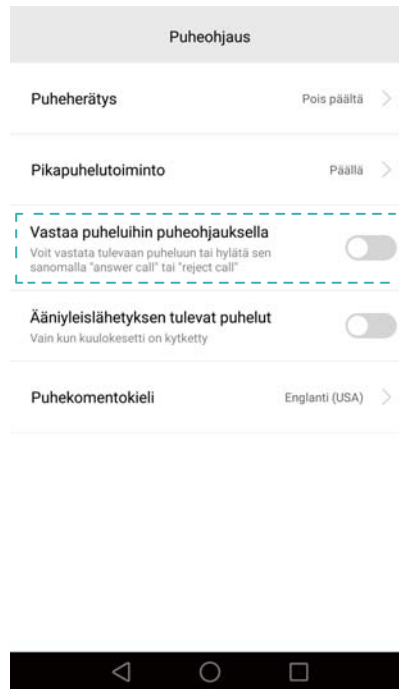 Puheohjaus
Puheherätys Pois päältä
Pikapuhelutoiminto Päällä
Vastaa puheluihin puheohjauksella
Voit vastata tulevaan puheluun tai hylätä sen
sanomalla "answer call" tai "reject call"
Ääniyleislähetyksen tulevat puhelut
Vain kun kuulokesetti on kytketty
Puhekomentokieli Englanti (USA)